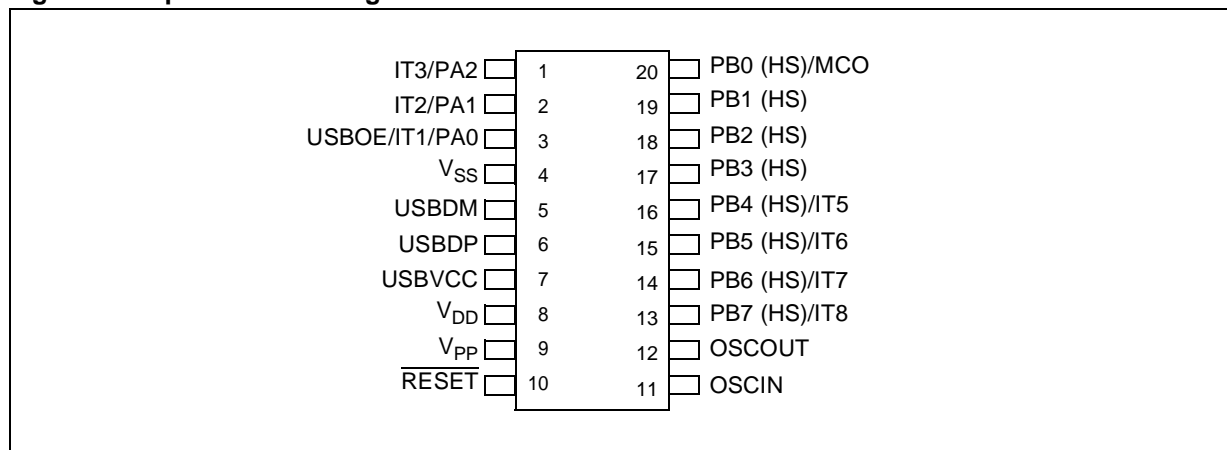 IT3/PA2 1 20 PB0 (HS)/MCO
IT2/PA1 2 19 PB1 (HS)
USBOE/IT1/PA0 3 18 PB2 (HS)
VSS 4 17 PB3 (HS)
USBDM 5 16 PB4 (HS)/IT5
USBDP 6 15 PB5 (HS)/IT6
USBVCC 7 14 PB6 (HS)/IT7
VDD 8 13 PB7 (HS)/IT8
VPP 9 12 OSCOUT
RESET 10 11 OSCIN